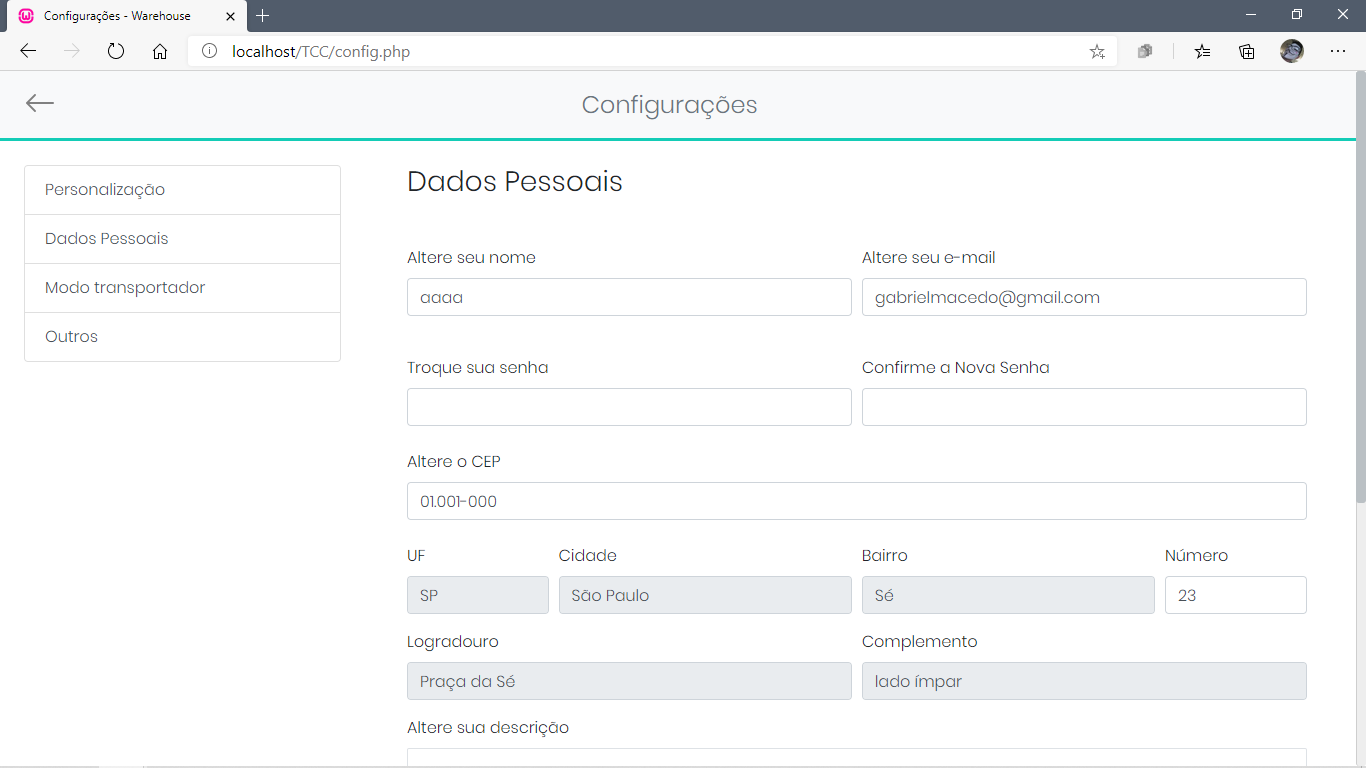 Configurações - Warehouse
localhost/TCC/config.php
Configurações
Personalização
Dados Pessoais
Modo transportador
Outros
Dados Pessoais
Altere seu nome Altere seu e-mail
aaaa gabrielmacedo@gmail.com
Troque sua senha Confirme a Nova Senha
Altere o CEP
01.001-000
UF Cidade Bairro Número
SP São Paulo Sé 23
Logradouro Complemento
Praça da Sé lado ímpar
Altere sua descrição